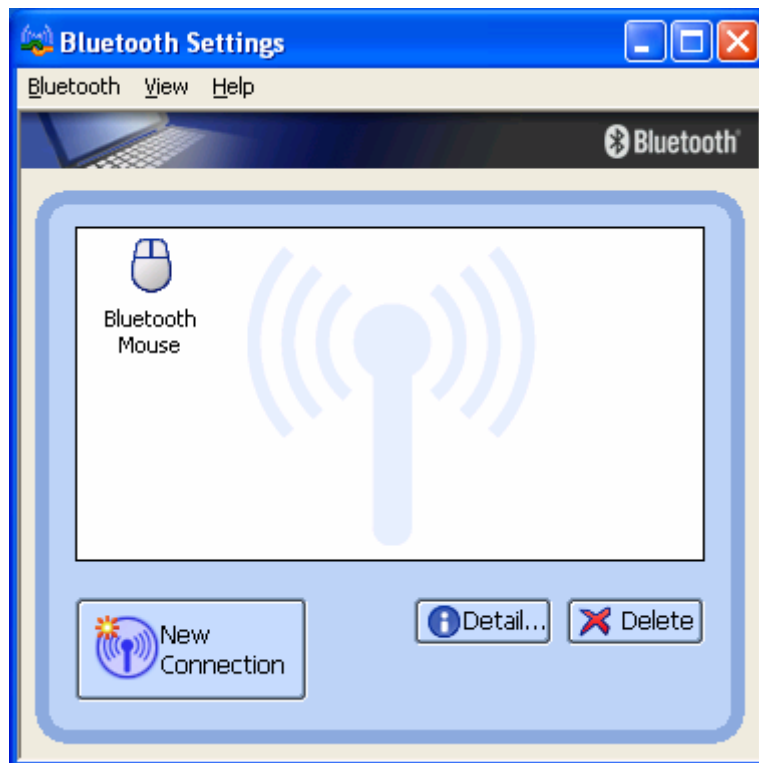 Bluetooth Settings
Bluetooth View Help
Bluetooth
Bluetooth
Mouse
New
Connection
Detail...
Delete